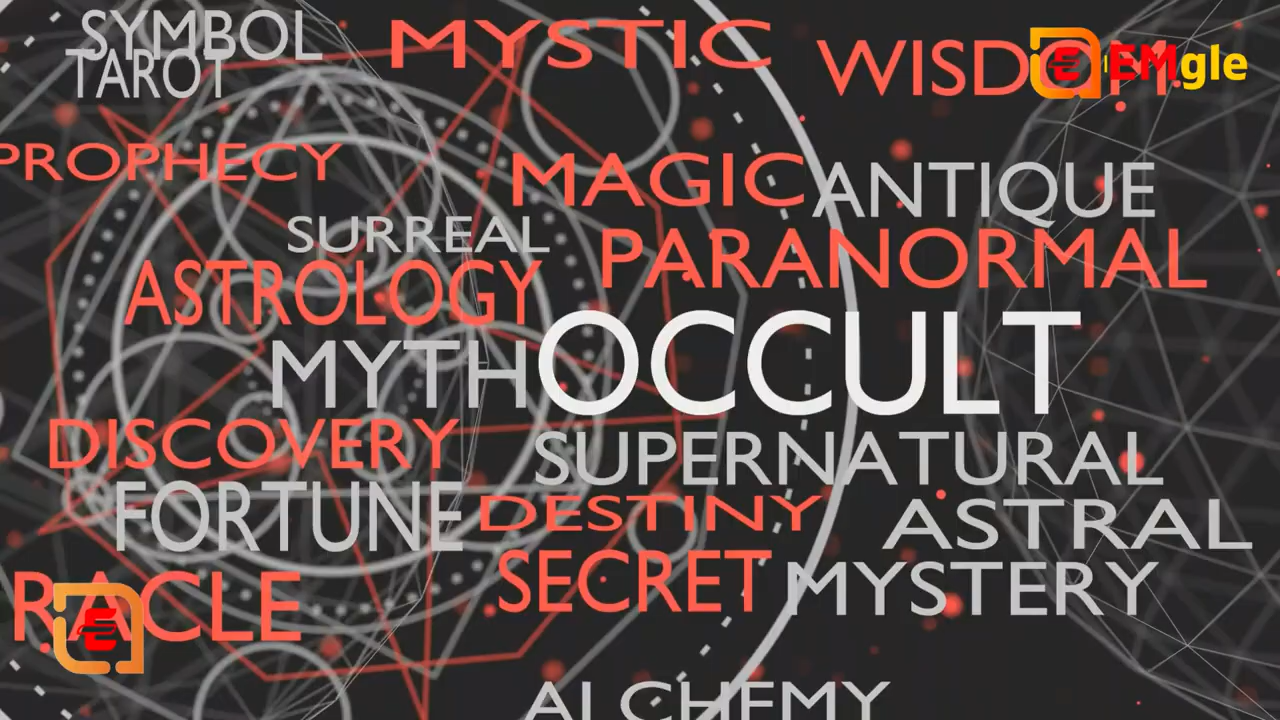 SYMBOL
TAROT
MYSTIC
WISDOM
EMgle
PROPHECY
MAGIC
ANTIQUE
SURREAL
PARANORMAL
ASTROLOGY
MYTH
OCCULT
DISCOVERY
SUPERNATURAL
FORTUNE
DESTINY
ASTRAL
RACLE
SECRET
MYSTERY
ALCHEMY